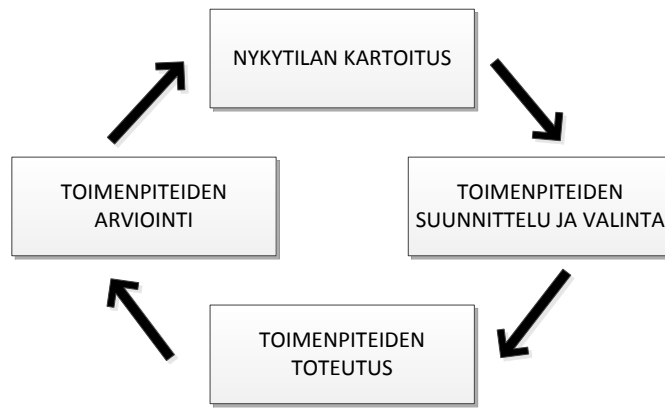 NYKYTILAN KARTOITUS
TOIMENPITEIDEN
SUUNNITTELU JA VALINTA
TOIMENPITEIDEN
TOTEUTUS
TOIMENPITEIDEN
ARVIOINTI